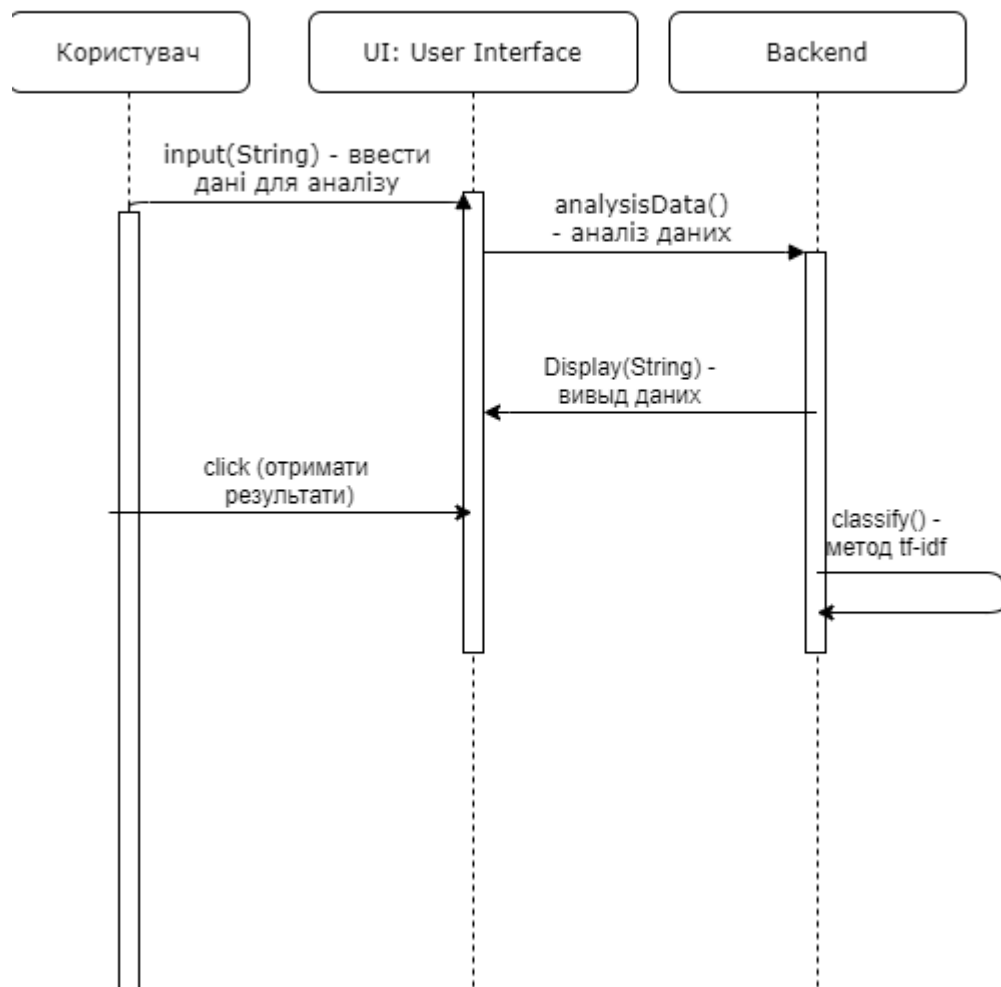 Користувач
UI: User Interface
Backend
input(String) - ввести
дані для аналізу
analysisData()
- аналіз даних
Display(String) -
вивыд даних
click (отримати
результати)
classify() -
метод tf-idf